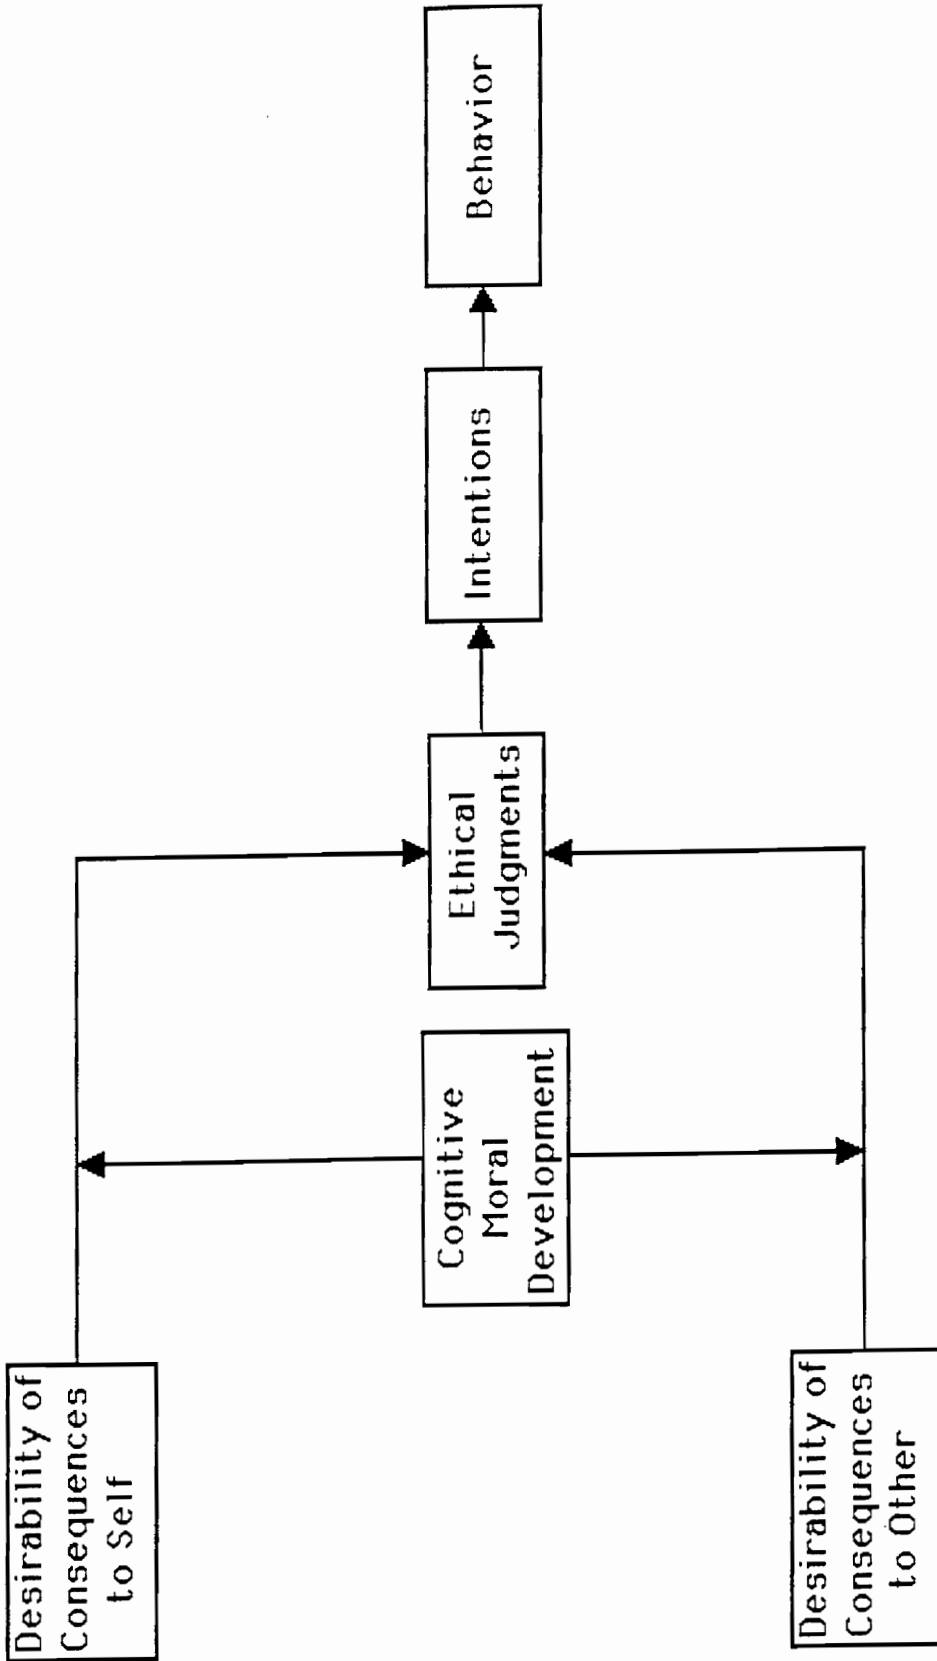 Desirability of
Consequences
to Self
Cognitive
Moral
Development
Desirability of
Consequences
to Other
Ethical
Judgments
Intentions
Behavior